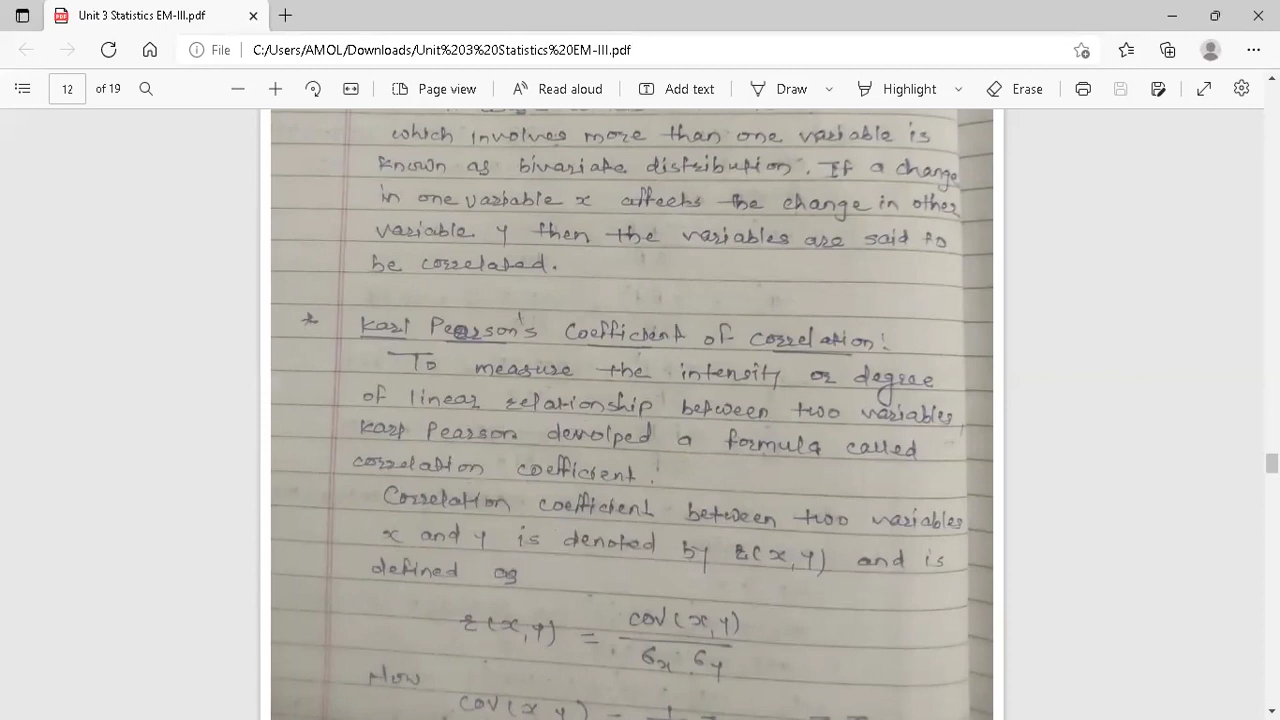 Unit 3 Statistics EM-III.pdf
File C:/Users/AMOL/Downloads/Unit%203%20Statistics%20EM-III.pdf
12 of 19 Page view Read aloud Add text Draw Highlight Erase
which involves more than one variable is
known as bivariate distribution. If a change
in one variable x affects the change in other
variable y then the variables are said to
be correlated.
* Karl Pearson's Coefficient of correlation:
To measure the intensity or degree
of linear relationship between two variables,
Karl Pearson devolped a formula called
correlation coefficient.
Correlation coefficient between two variables
x and y is denoted by r(x,y) and is
defined as
r(x,y) = cov(x,y)
σx σy
Now
cov(x y) = 1